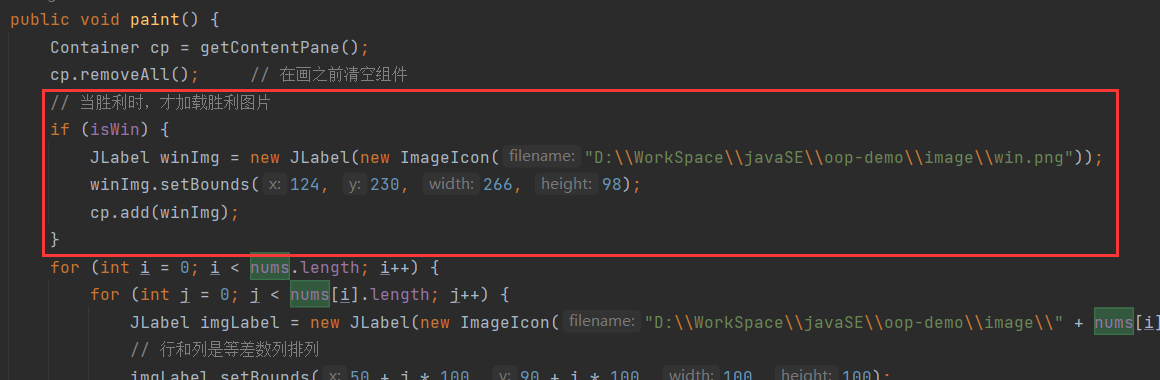 public void paint() {
Container cp = getContentPane();
cp.removeAll();     // 在画之前清空组件
// 当胜利时，才加载胜利图片
if (isWin) {
JLabel winImg = new JLabel(new ImageIcon( filename: "D:\\WorkSpace\\javaSE\\oop-demo\\image\\win.png"));
winImg.setBounds( x: 124, y: 230, width: 266, height: 98);
cp.add(winImg);
}
for (int i = 0; i < nums.length; i++) {
for (int j = 0; j < nums[i].length; j++) {
JLabel imgLabel = new JLabel(new ImageIcon( filename: "D:\\WorkSpace\\javaSE\\oop-demo\\image\\" + nums[i]
// 行和列是等差数列排列
imgLabel.setBounds( x: 50 + j * 100, y: 90 + i * 100, width: 100, height: 100);